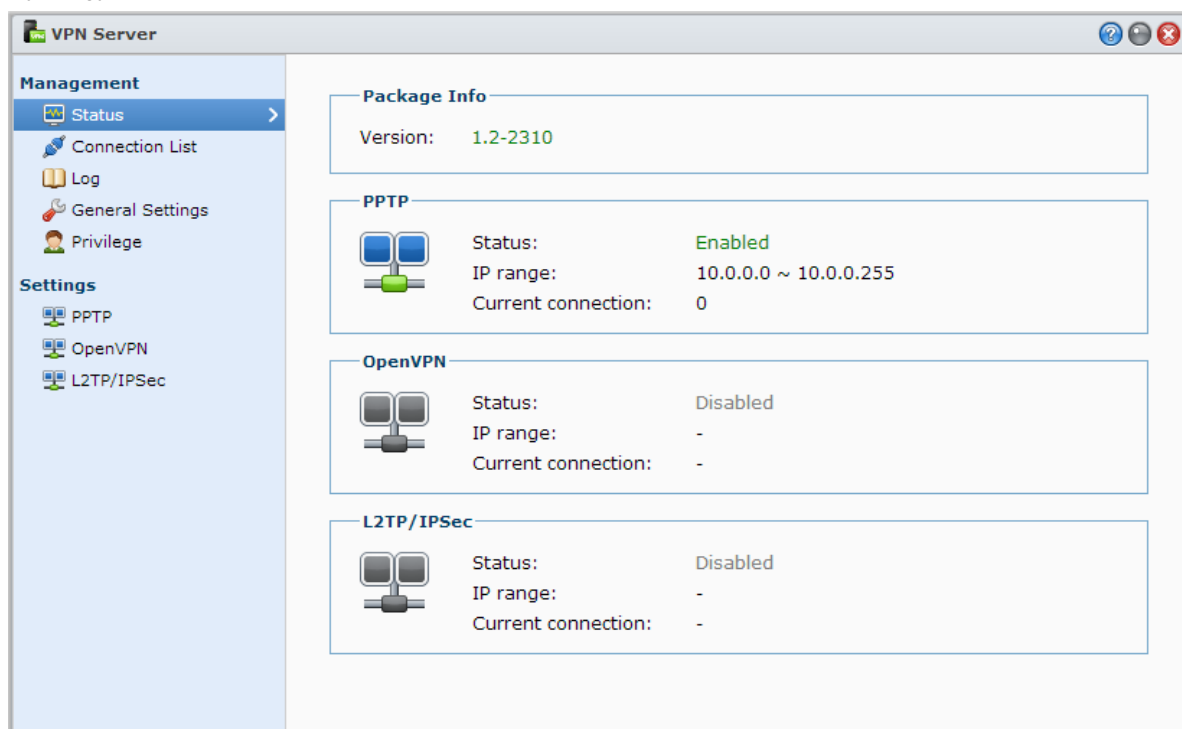 VPN Server
Management
Status
Connection List
Log
General Settings
Privilege
Settings
PPTP
OpenVPN
L2TP/IPSec
Package Info
Version: 1.2-2310
PPTP
Status: Enabled
IP range: 10.0.0.0 ~ 10.0.0.255
Current connection: 0
OpenVPN
Status: Disabled
IP range: -
Current connection: -
L2TP/IPSec
Status: Disabled
IP range: -
Current connection: -